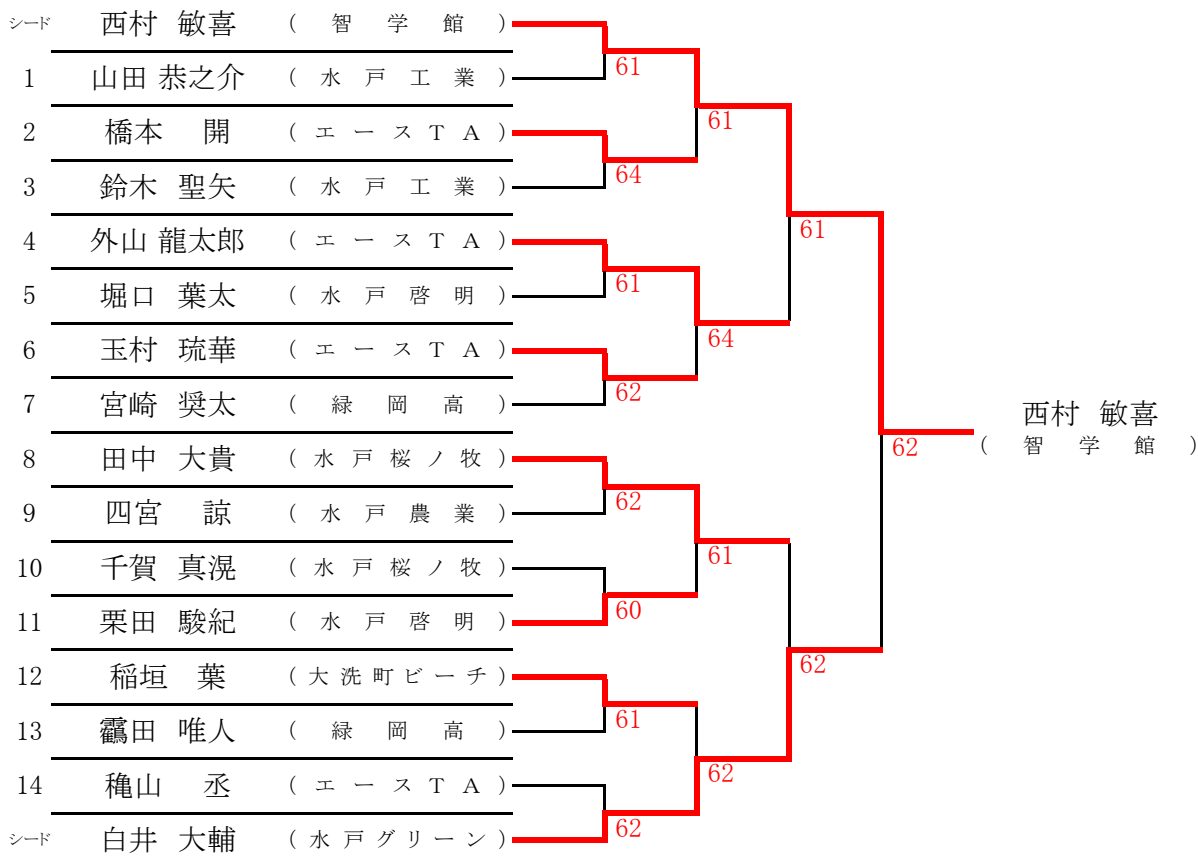 シード 西村 敏喜 ( 智 学 館 )
61
1 山田 恭之介 ( 水 戸 工 業 )
61
2 橋本 開 ( エ ー ス T A )
64
3 鈴木 聖矢 ( 水 戸 工 業 )
61
4 外山 龍太郎 ( エ ー ス T A )
61
5 堀口 葉太 ( 水 戸 啓 明 )
64
6 玉村 琉華 ( エ ー ス T A )
62
7 宮崎 奨太 ( 緑 岡 高 )
西村 敏喜
62
( 智 学 館 )
8 田中 大貴 ( 水 戸 桜 ノ 牧 )
62
9 四宮 諒 ( 水 戸 農 業 )
61
10 千賀 真滉 ( 水 戸 桜 ノ 牧 )
60
11 栗田 駿紀 ( 水 戸 啓 明 )
62
12 稲垣 葉 ( 大 洗 町 ビ ー チ )
61
13 靍田 唯人 ( 緑 岡 高 )
62
14 穐山 丞 ( エ ー ス T A )
62
シード 白井 大輔 ( 水 戸 グ リ ー ン )